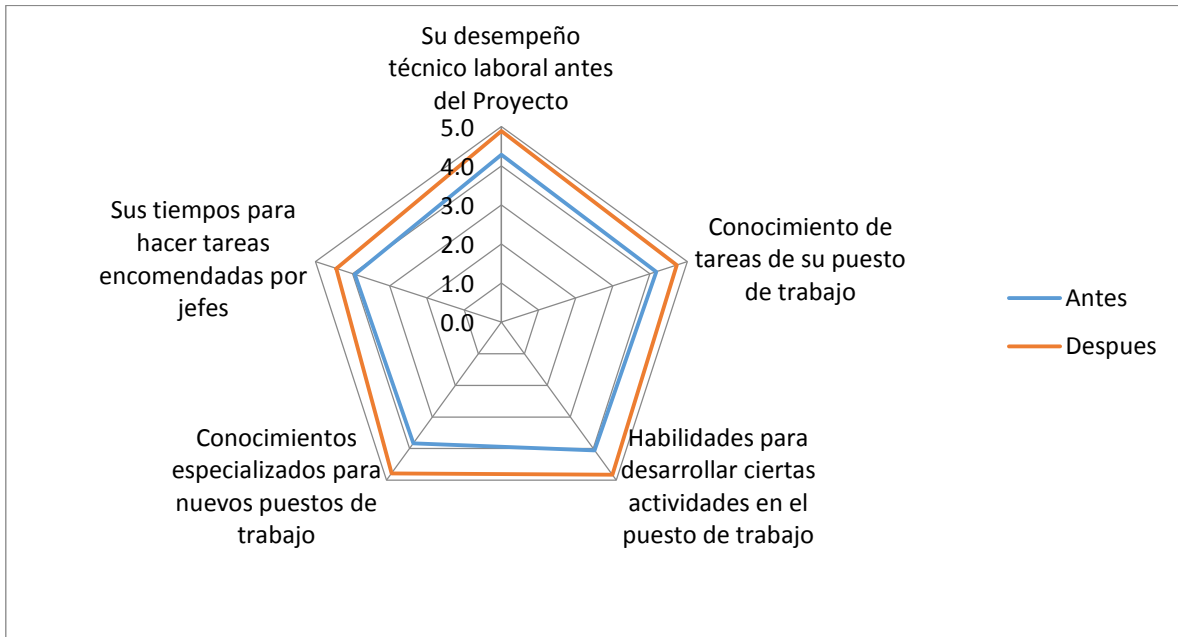 Su desempeño
técnico laboral antes
del Proyecto
5.0
4.0
3.0
2.0
1.0
0.0
Conocimiento de
tareas de su puesto
de trabajo
Habilidades para
desarrollar ciertas
actividades en el
puesto de trabajo
Conocimientos
especializados para
nuevos puestos de
trabajo
Sus tiempos para
hacer tareas
encomendadas por
jefes
Antes
Despues